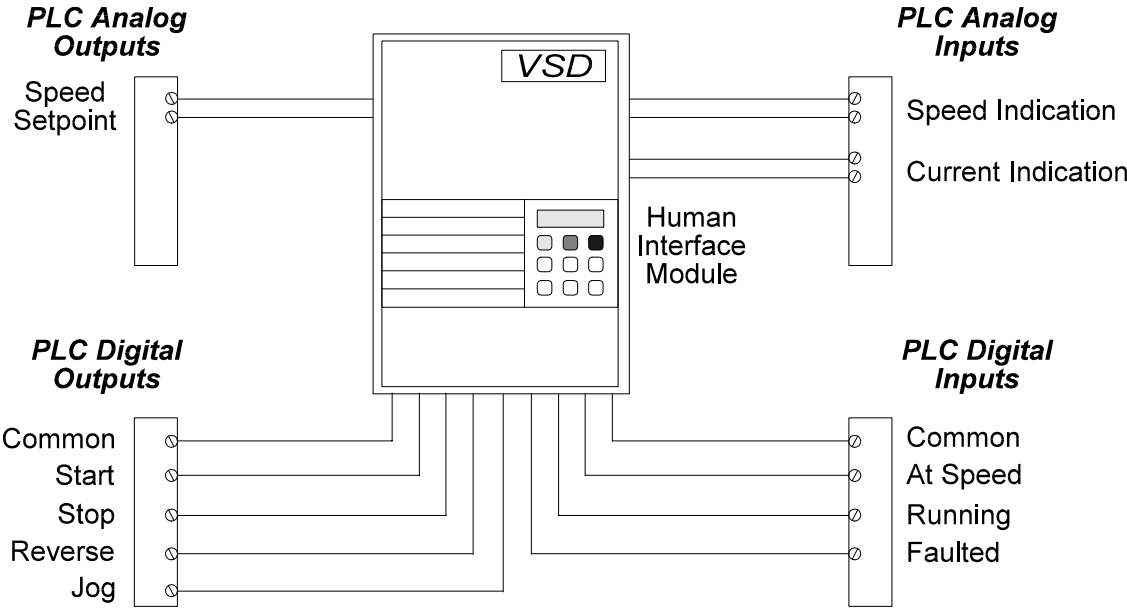 PLC Analog
Outputs
Speed
Setpoint
VSD
PLC Analog
Inputs
Speed Indication
Current Indication
Human
Interface
Module
PLC Digital
Outputs
Common
Start
Stop
Reverse
Jog
PLC Digital
Inputs
Common
At Speed
Running
Faulted